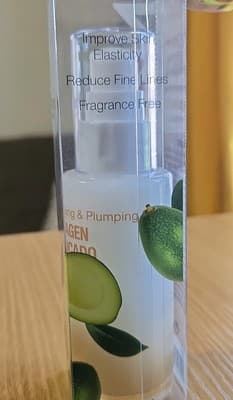 Improve Skin
Elasticity
Reduce Fine Lines
Fragrance Free
ng & Plumping
AGEN
CADO